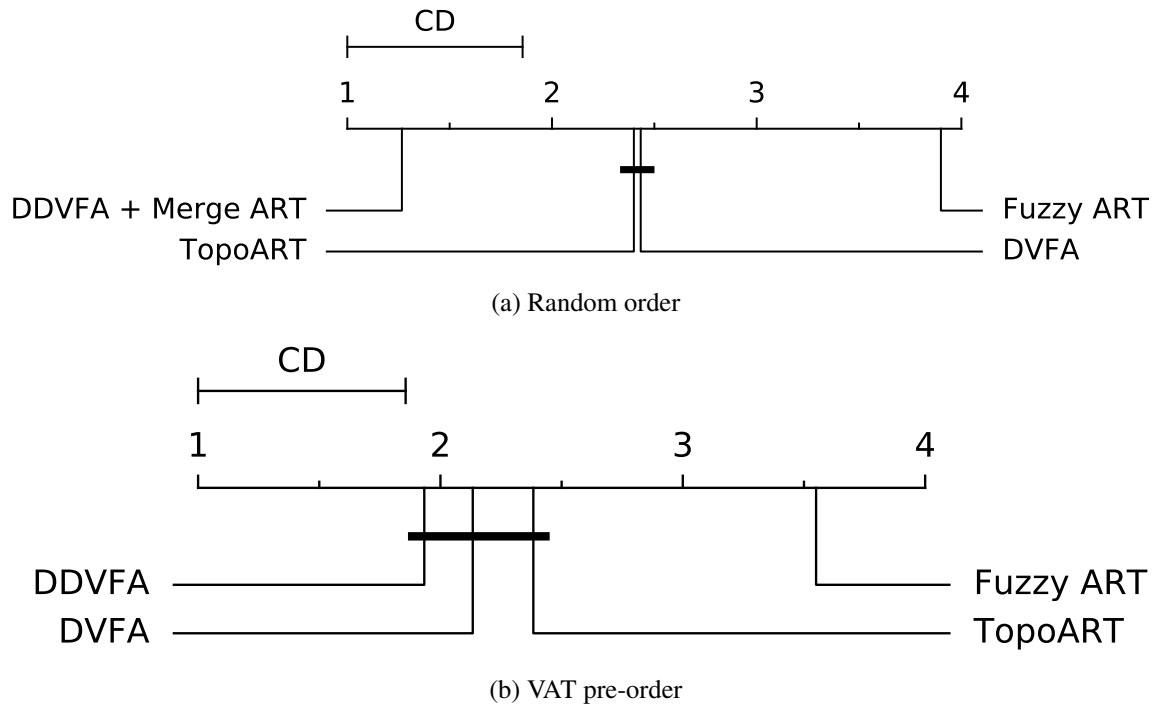 CD
1 2 3 4
DDVFA + Merge ART Fuzzy ART
TopoART DVFA
(a) Random order
CD
1 2 3 4
DDVFA Fuzzy ART
DVFA TopoART
(b) VAT pre-order